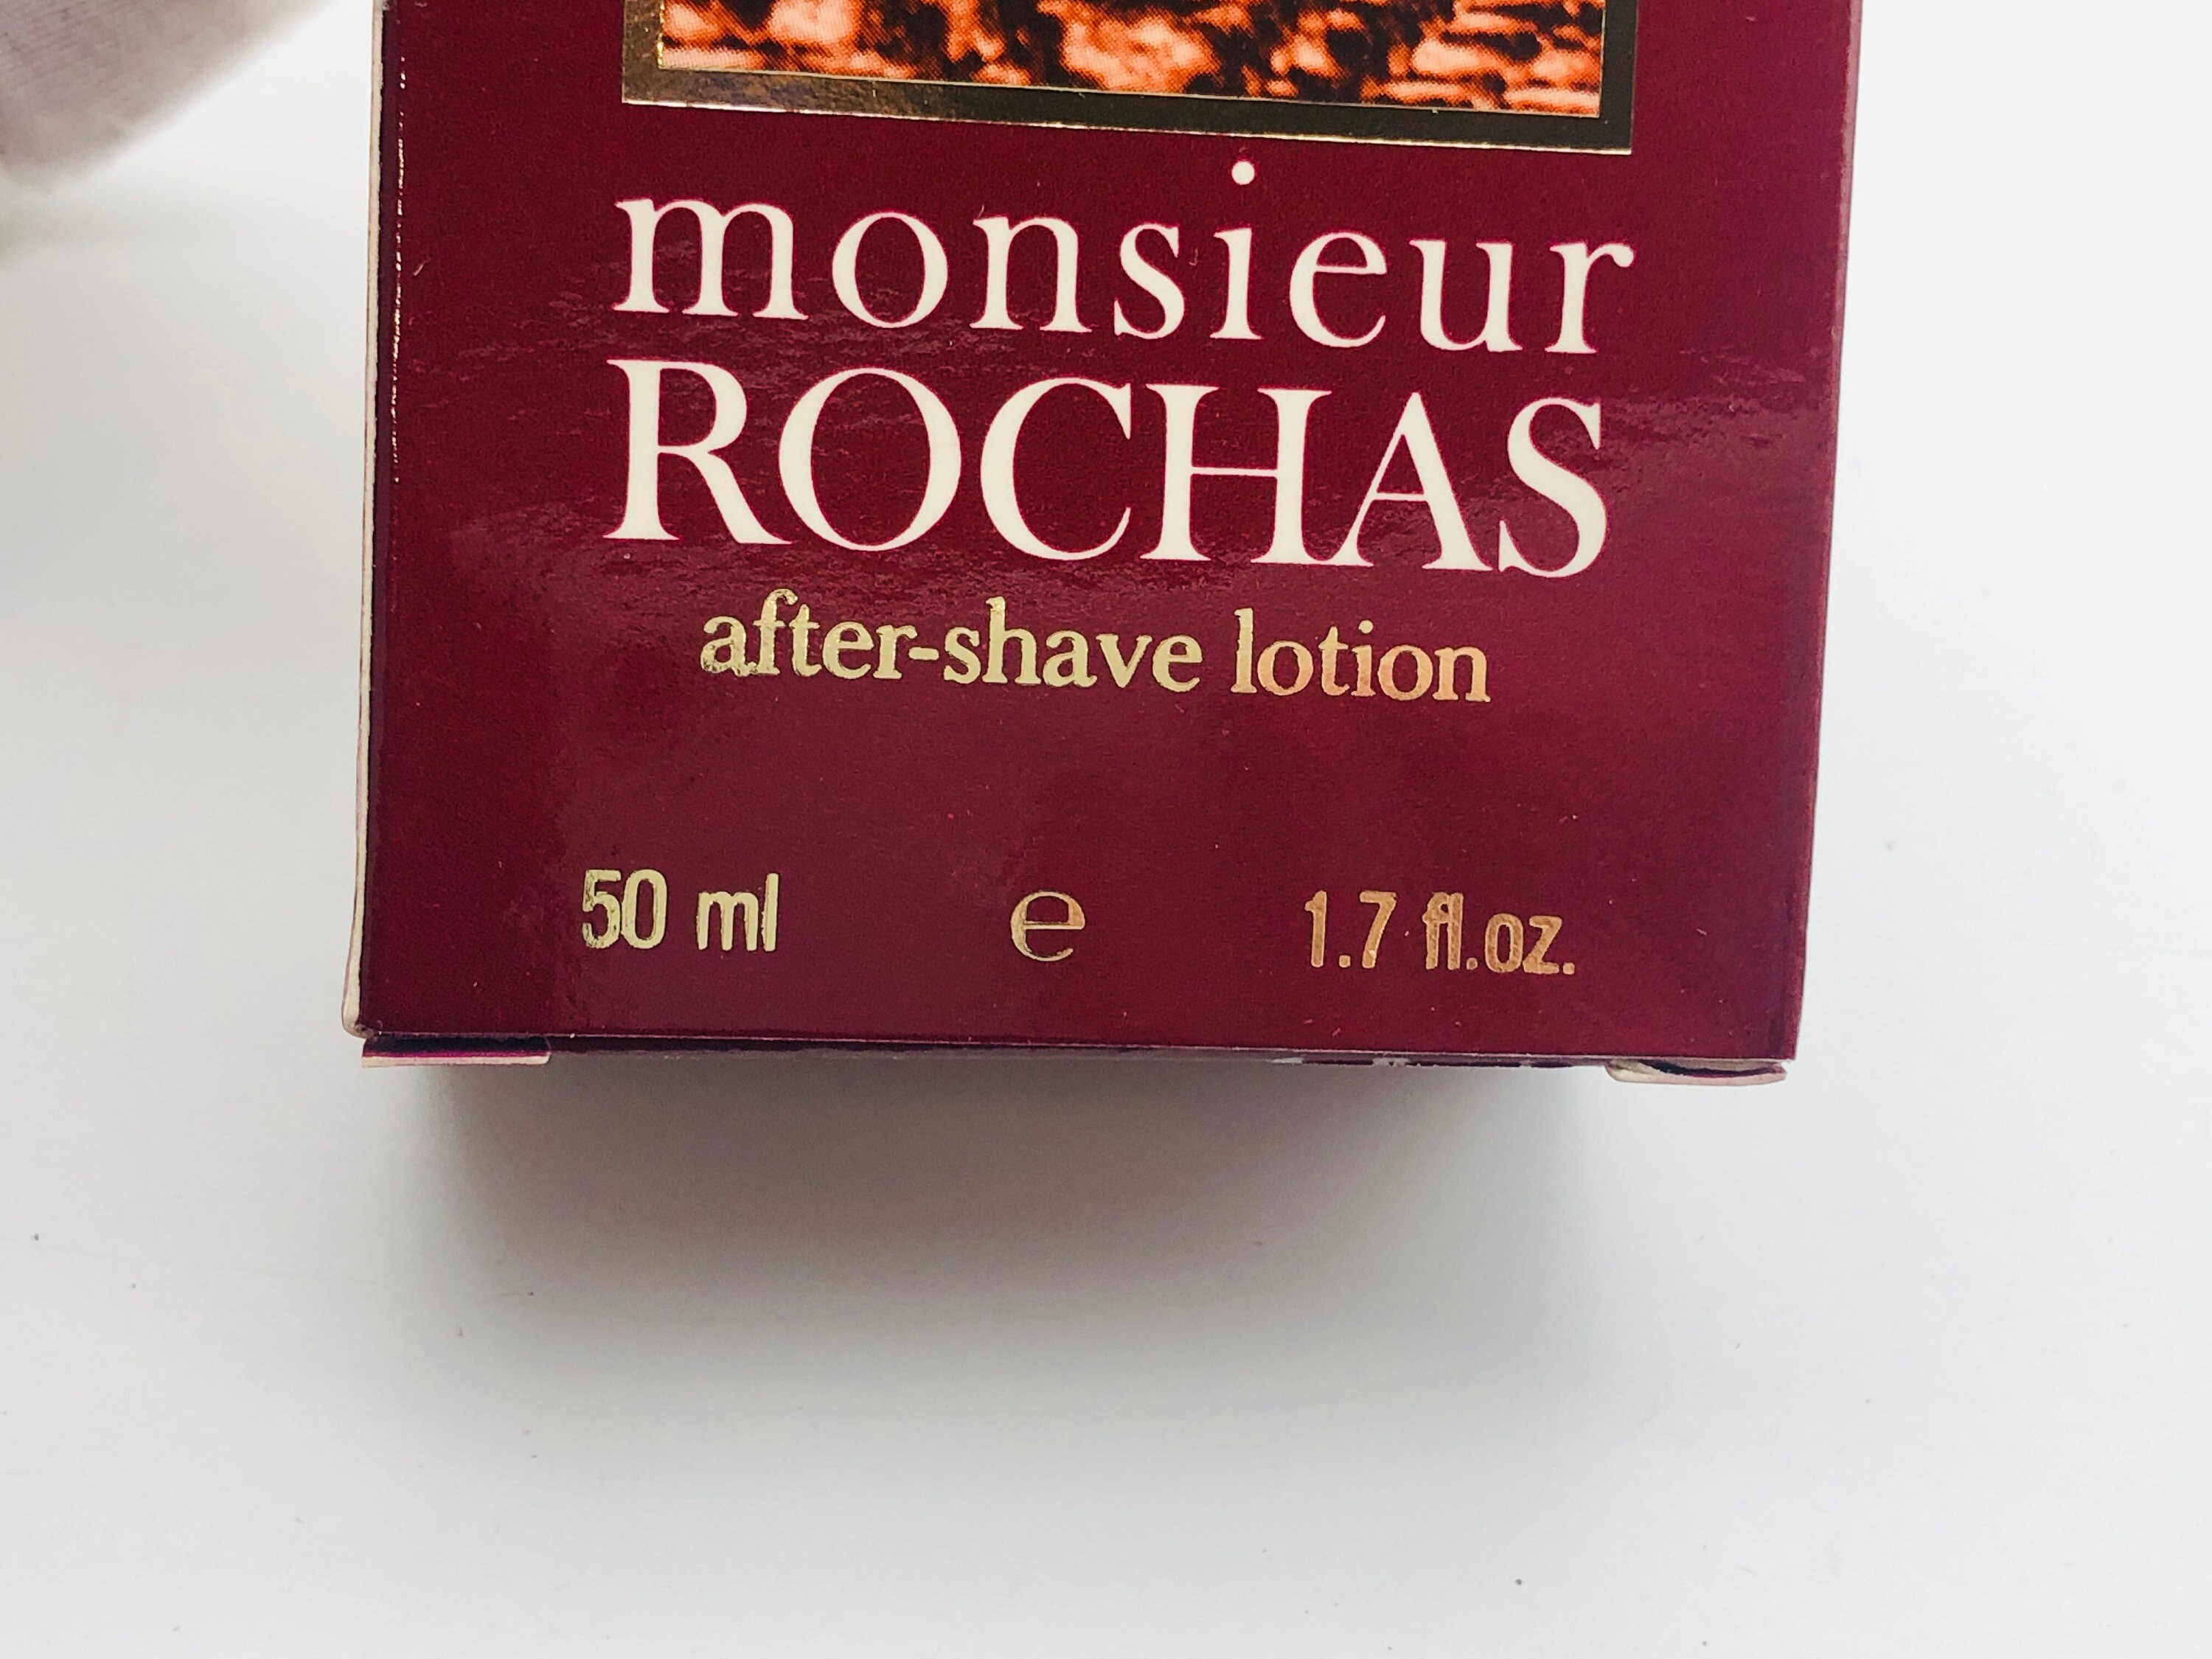 monsieur
ROCHAS
after-shave lotion
50 ml e 1.7 fl.oz.